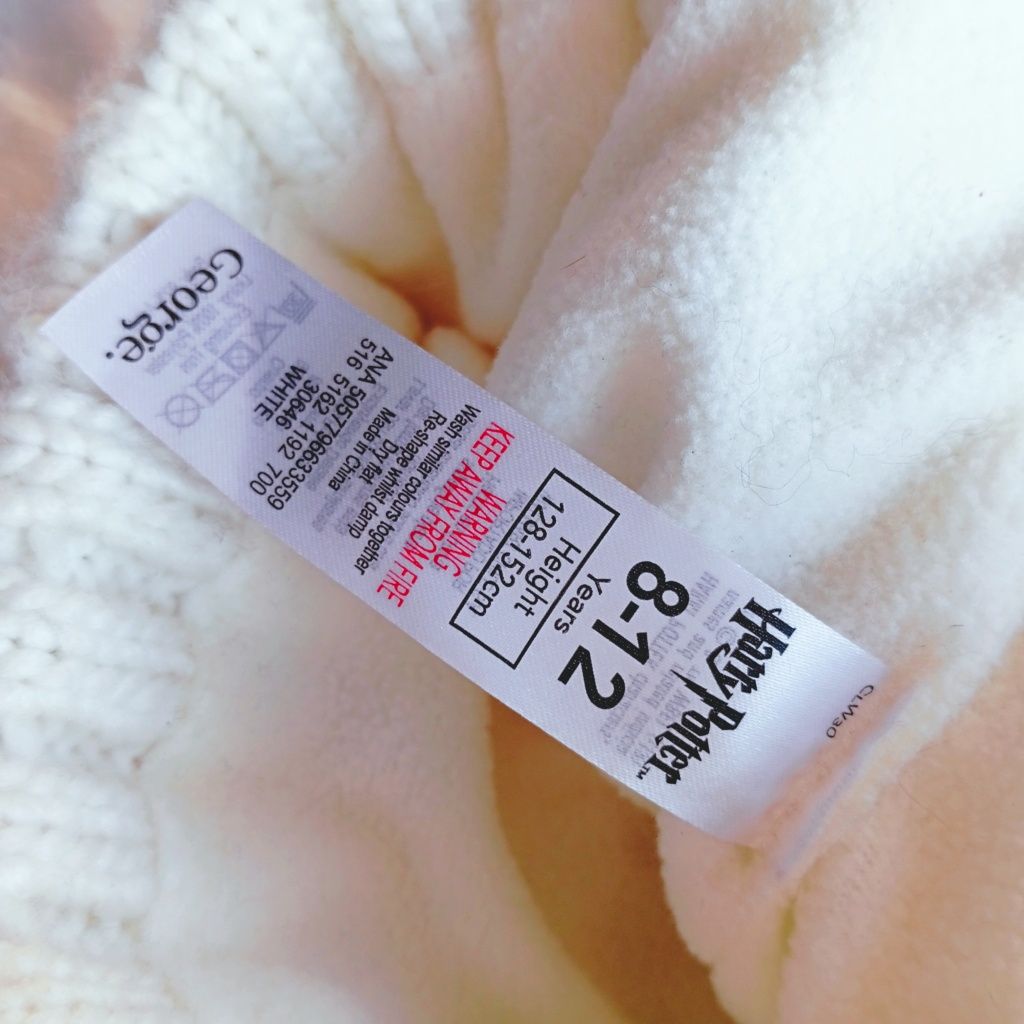 Harry Potter™
8-12
Years
Height
128-152cm
WARNING
KEEP AWAY FROM FIRE
Wash similar colours together
Re-shape whilst damp
Dry flat
Made in China
ANA 5057796633559
516 5162 1192 700
30646
WHITE
George.
CLW30